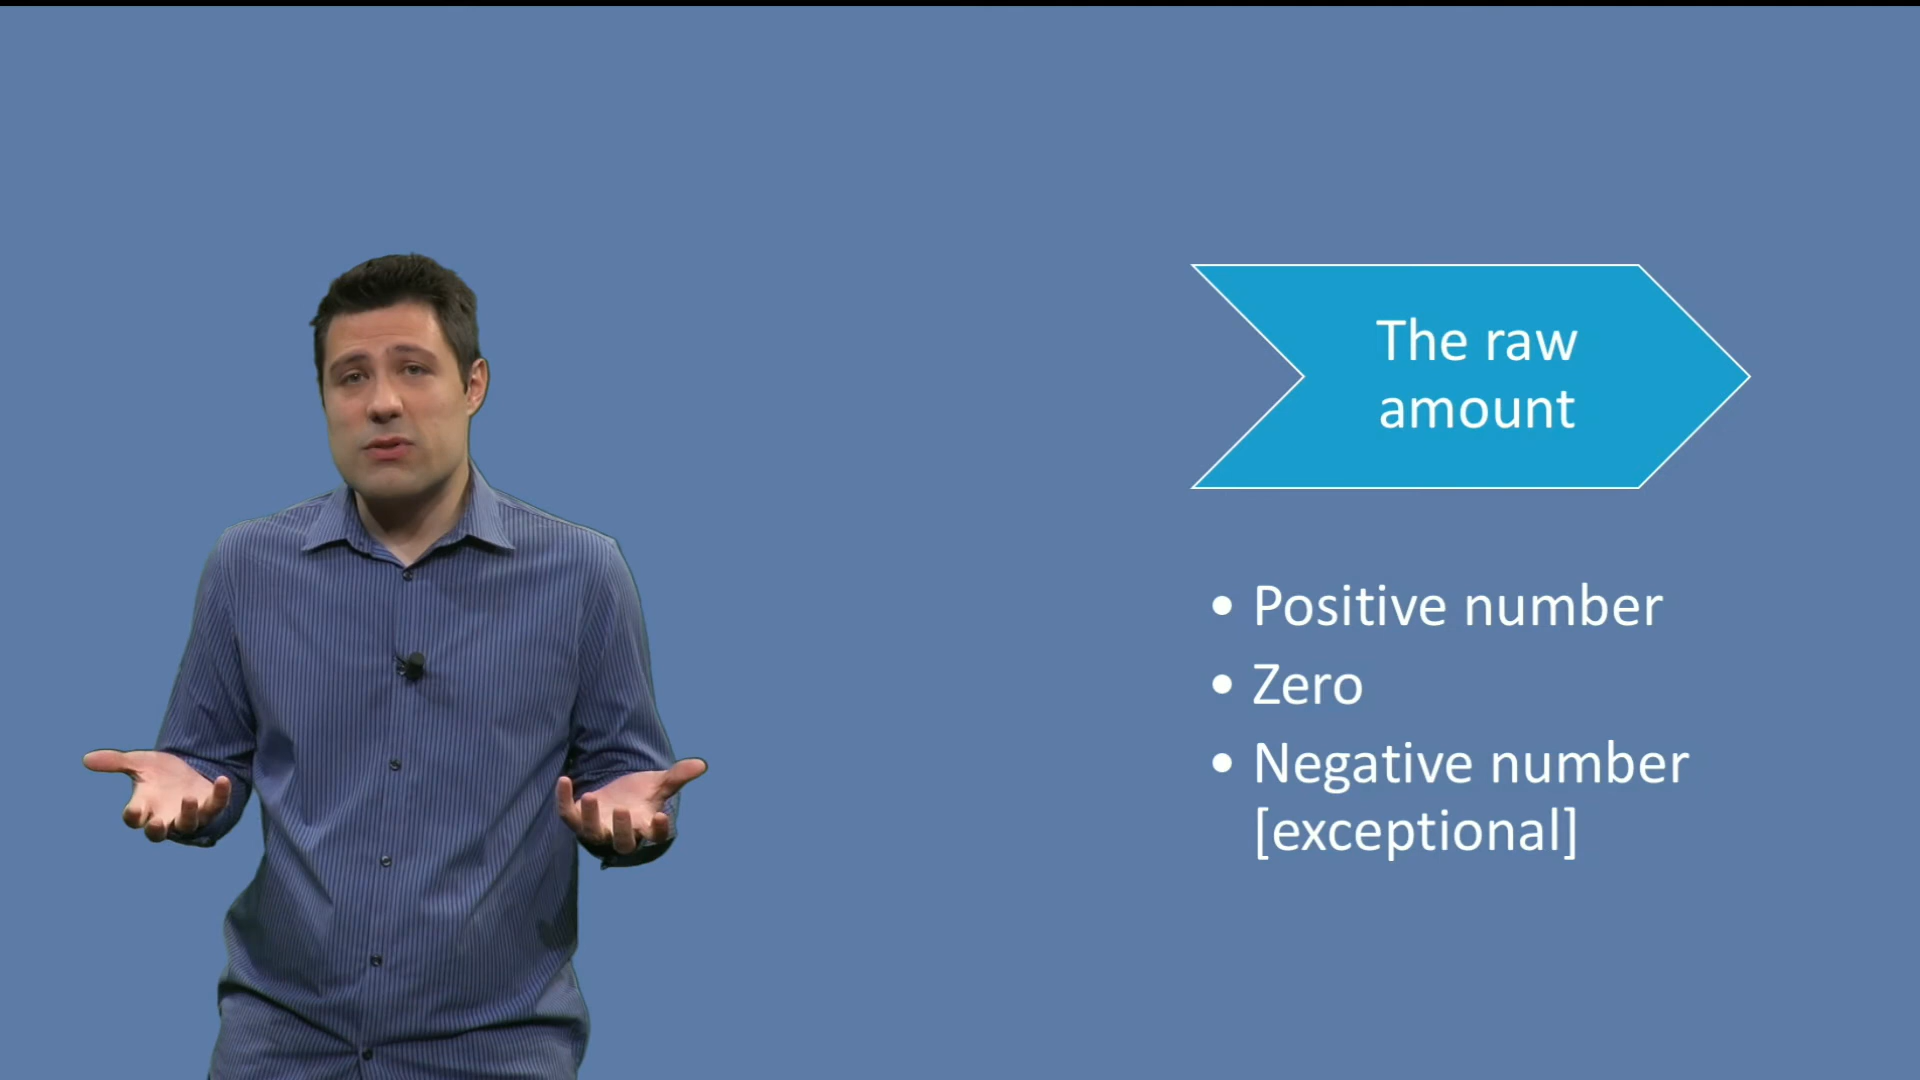 The raw
amount
• Positive number
• Zero
• Negative number
[exceptional]